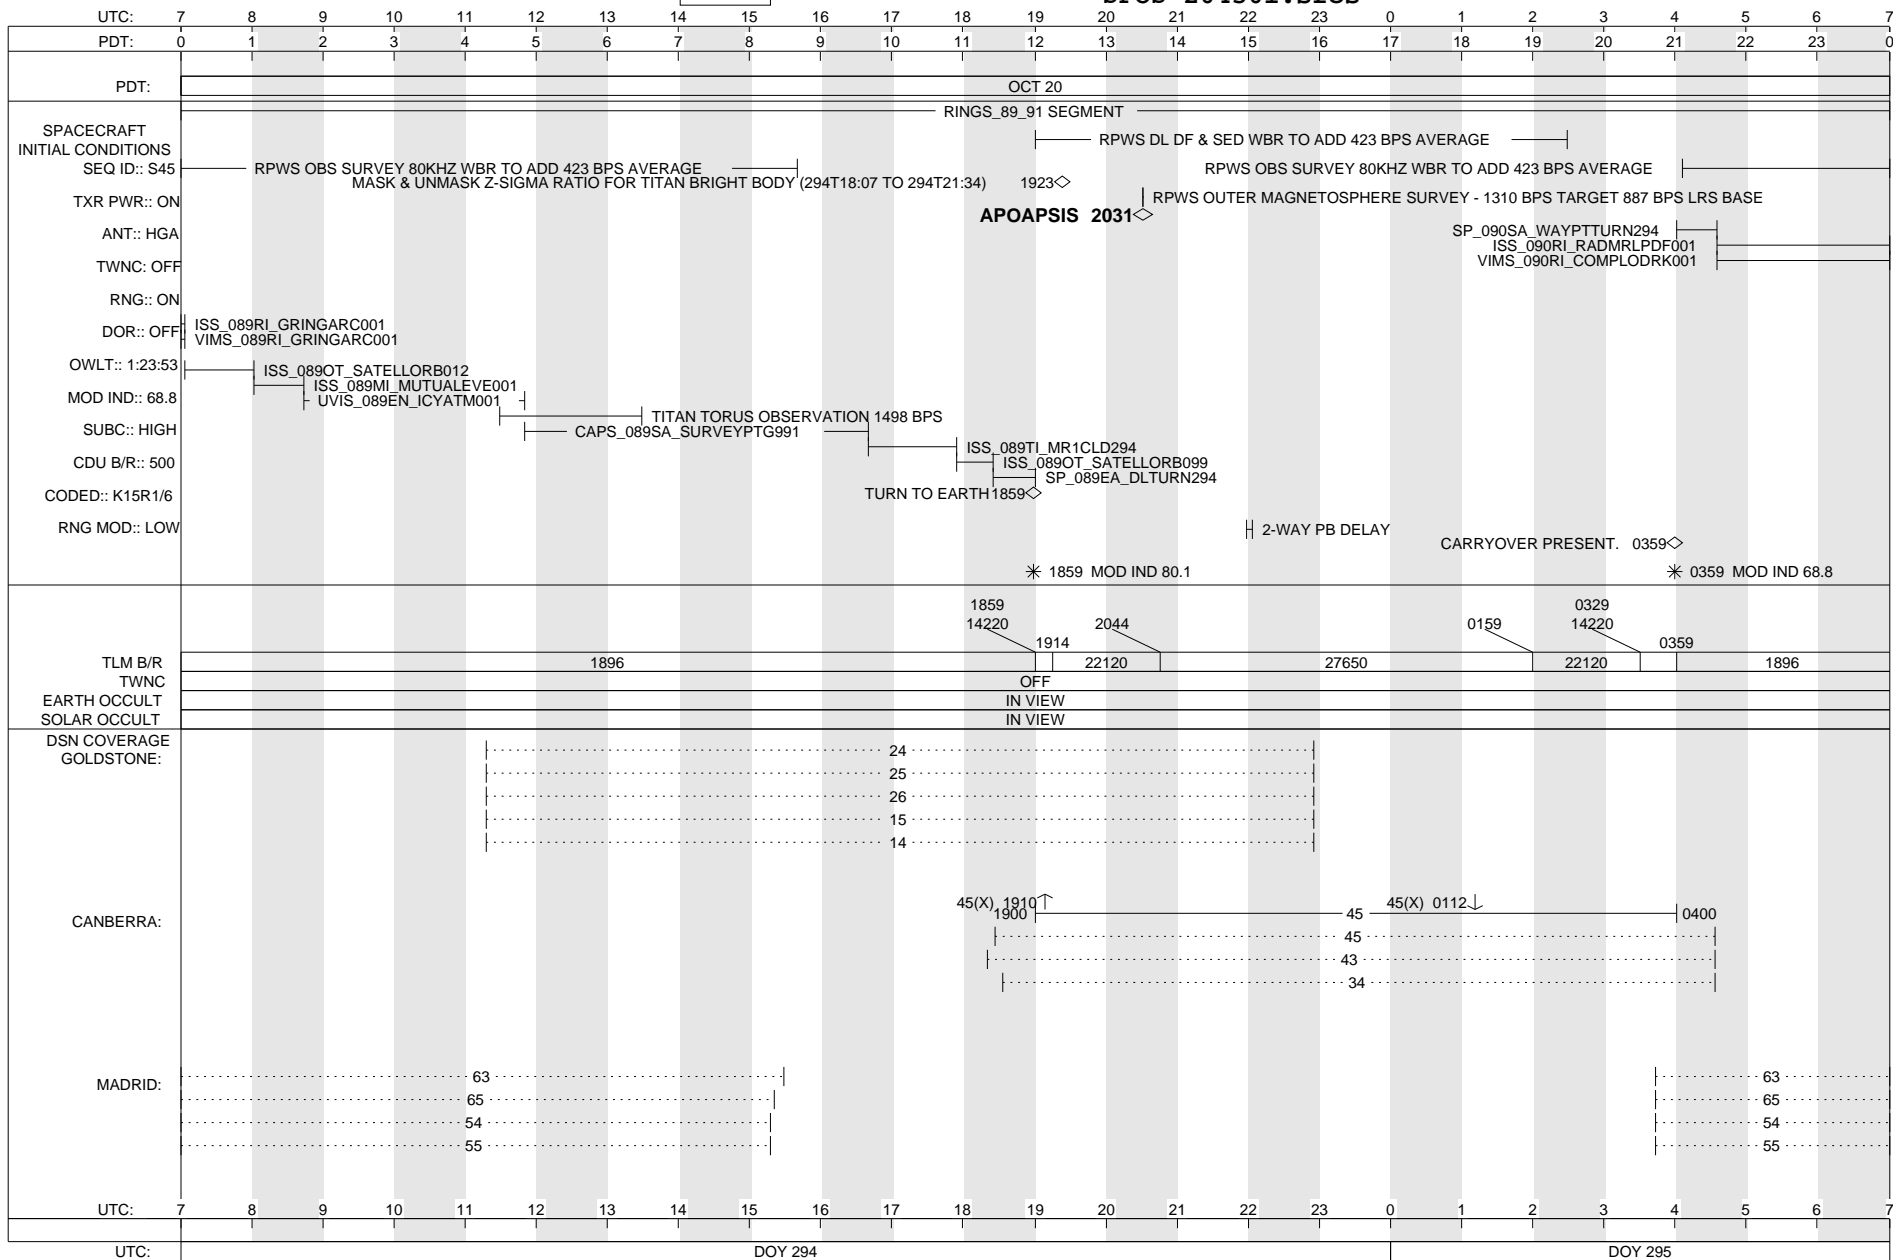 UTC: 7 8 9 10 11 12 13 14 15 16 17 18 19 20 21 22 23 0 1 2 3 4 5 6 7
PDT: 0 1 2 3 4 5 6 7 8 9 10 11 12 13 14 15 16 17 18 19 20 21 22 23 0
PDT: OCT 20
RINGS_89_91 SEGMENT
SPACECRAFT
INITIAL CONDITIONS
RPWS DL DF & SED WBR TO ADD 423 BPS AVERAGE
SEQ ID:: S45
RPWS OBS SURVEY 80KHZ WBR TO ADD 423 BPS AVERAGE
RPWS OBS SURVEY 80KHZ WBR TO ADD 423 BPS AVERAGE
MASK & UNMASK Z-SIGMA RATIO FOR TITAN BRIGHT BODY (294T18:07 TO 294T21:34) 1923
TXR PWR:: ON
RPWS OUTER MAGNETOSPHERE SURVEY - 1310 BPS TARGET 887 BPS LRS BASE
APOAPSIS 2031
ANT:: HGA
SP_090SA_WAYPTTURN294
ISS_090RI_RADMRLPDF001
VIMS_090RI_COMPLODRK001
TWNC: OFF
RNG:: ON
DOR:: OFF
ISS_089RI_GRINGARC001
VIMS_089RI_GRINGARC001
OWLT:: 1:23:53
ISS_089OT_SATELLORB012
ISS_089MI_MUTUALEVE001
MOD IND:: 68.8
UVIS_089EN_ICYATM001
TITAN TORUS OBSERVATION 1498 BPS
SUBC:: HIGH
CAPS_089SA_SURVEYPTG991
ISS_089TI_MR1CLD294
CDU B/R:: 500
ISS_089OT_SATELLORB099
SP_089EA_DLTURN294
CODED:: K15R1/6
TURN TO EARTH 1859
RNG MOD:: LOW
2-WAY PB DELAY
CARRYOVER PRESENT. 0359
1859 MOD IND 80.1
0359 MOD IND 68.8
1859 0329
14220 2044 0159 14220
1914 0359
TLM B/R 1896 22120 27650 22120 1896
TWNC OFF
EARTH OCCULT IN VIEW
SOLAR OCCULT IN VIEW
DSN COVERAGE
GOLDSTONE:
24
25
26
15
14
CANBERRA:
45(X) 1910 45(X) 0112
1900 45 0400
45
43
34
MADRID:
63 63
65 65
54 54
55 55
UTC: 7 8 9 10 11 12 13 14 15 16 17 18 19 20 21 22 23 0 1 2 3 4 5 6 7
UTC: DOY 294 DOY 295